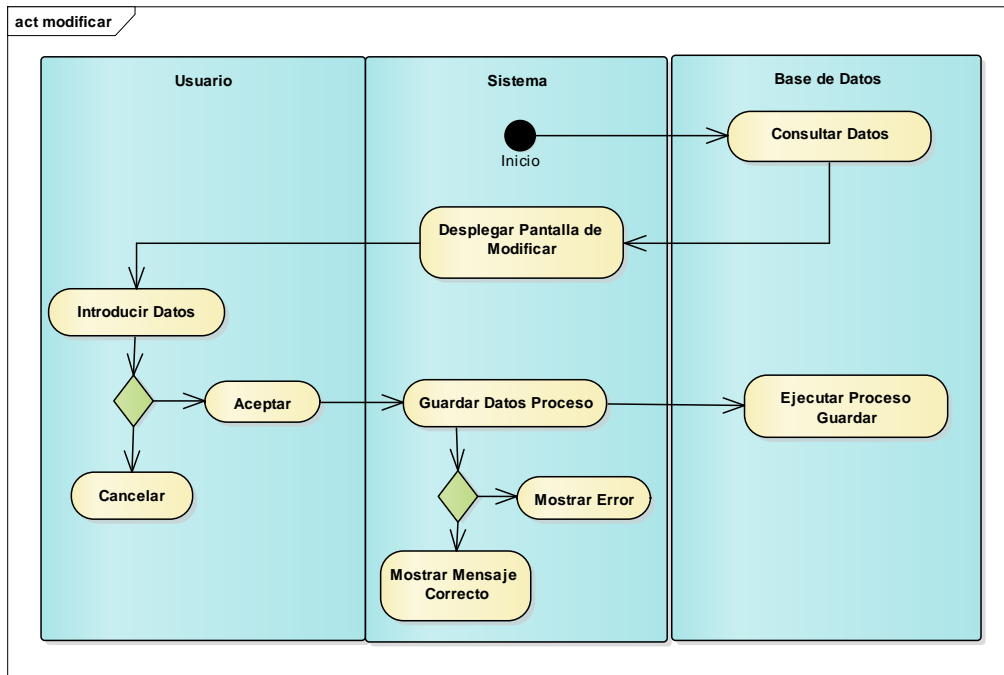 act modificar
Usuario
Sistema
Base de Datos
Inicio
Consultar Datos
Desplegar Pantalla de
Modificar
Introducir Datos
Aceptar
Guardar Datos Proceso
Ejecutar Proceso
Guardar
Cancelar
Mostrar Error
Mostrar Mensaje
Correcto